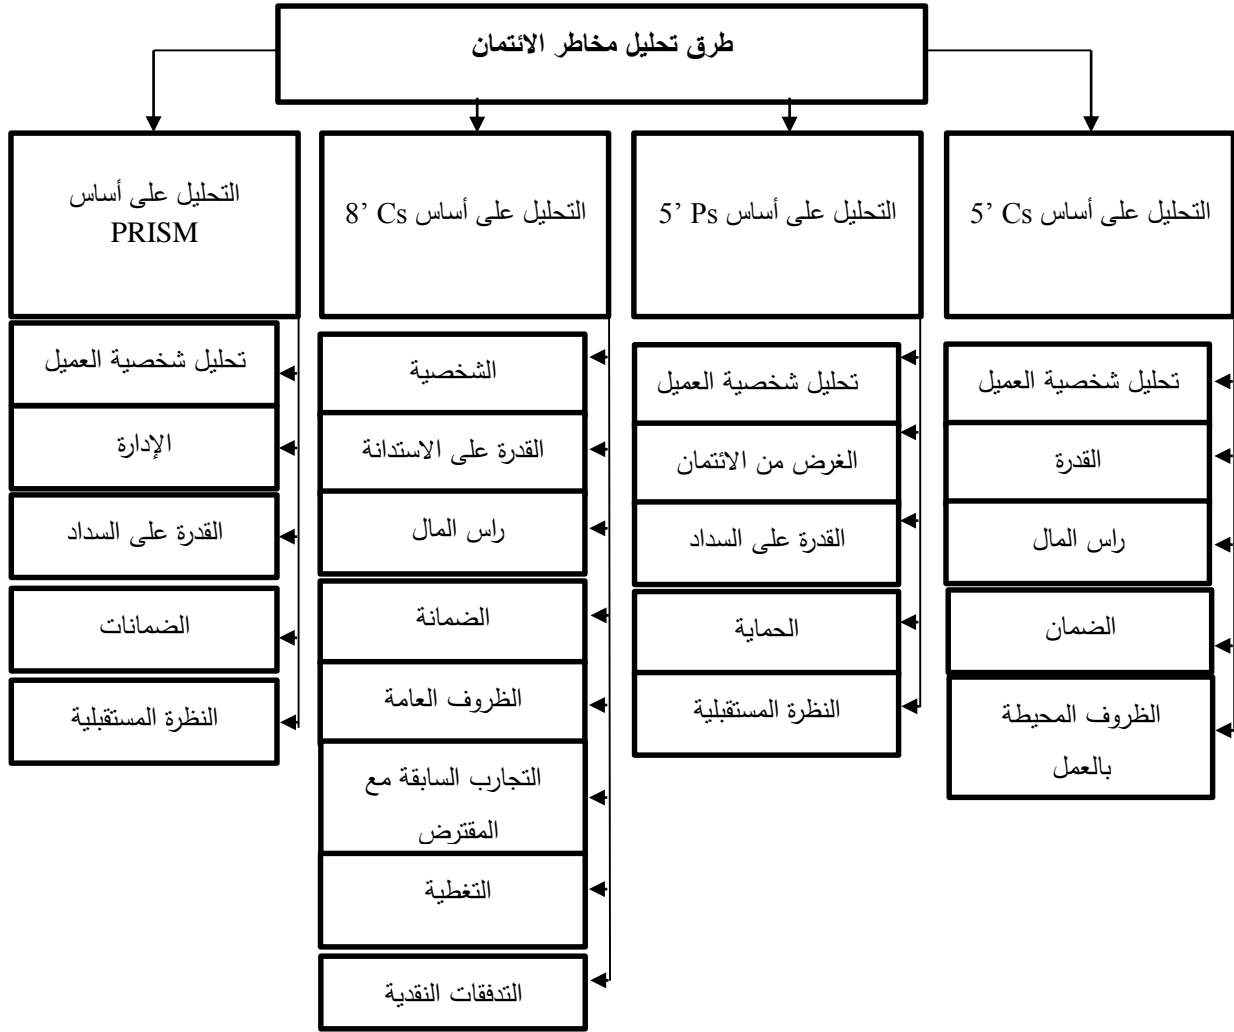 طرق تحليل مخاطر الائتمان
التحليل على أساس 5’ Cs
تحليل شخصية العميل
القدرة
راس المال
الضمان
الظروف المحيطة
بالعمل
التحليل على أساس 5’ Ps
تحليل شخصية العميل
الغرض من الائتمان
القدرة على السداد
الحماية
النظرة المستقبلية
التحليل على أساس 8’ Cs
الشخصية
القدرة على الاستدانة
راس المال
الضمانة
الظروف العامة
التجارب السابقة مع
المقترض
التغطية
التدفقات النقدية
التحليل على أساس
PRISM
تحليل شخصية العميل
الإدارة
القدرة على السداد
الضمانات
النظرة المستقبلية